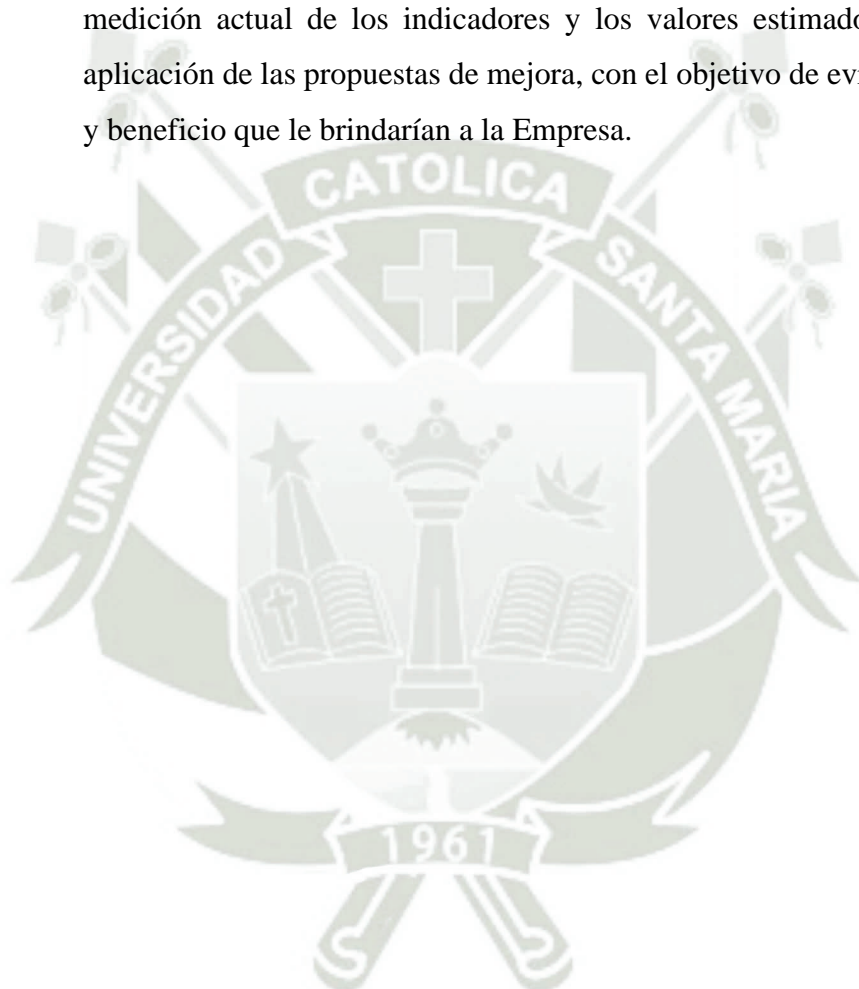 medición actual de los indicadores y los valores estimado
aplicación de las propuestas de mejora, con el objetivo de evi
y beneficio que le brindarían a la Empresa.
CATOLICA
UNIVERSIDAD
SANTA MARIA
1961